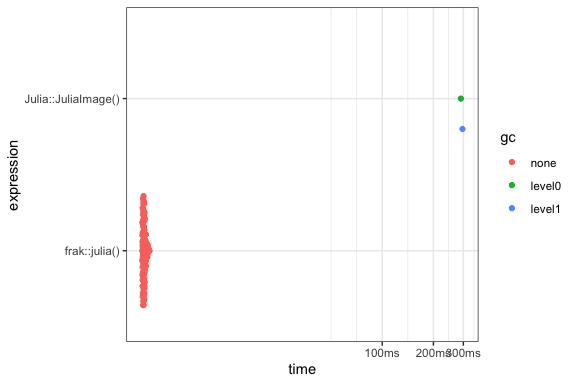 expression
Julia::JuliaImage()
frak::julia()
100ms
200ms
300ms
time
gc
none
level0
level1